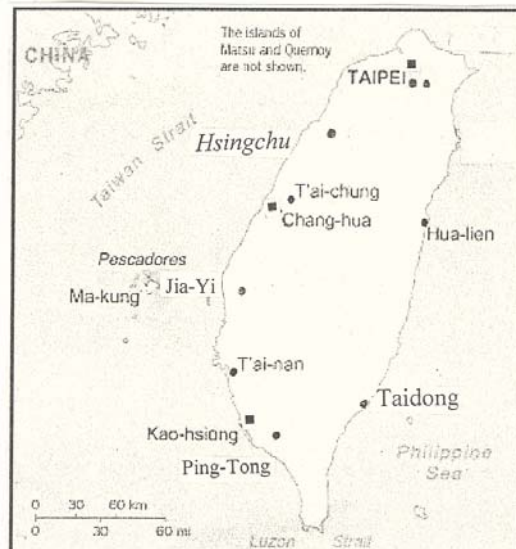 The islands of
Matsu and Quemoy
are not shown.
CHINA
TAIPEI
Taiwan Strait
Hsingchu
T'ai-chung
Chang-hua
Hua-lien
Pescadores
Jia-Yi
Ma-kung
T'ai-nan
Taidong
Kao-hsiong
Ping-Tong
Philippine
Sea
0 30 60 km
0 30 60 mi
Luzon Strait